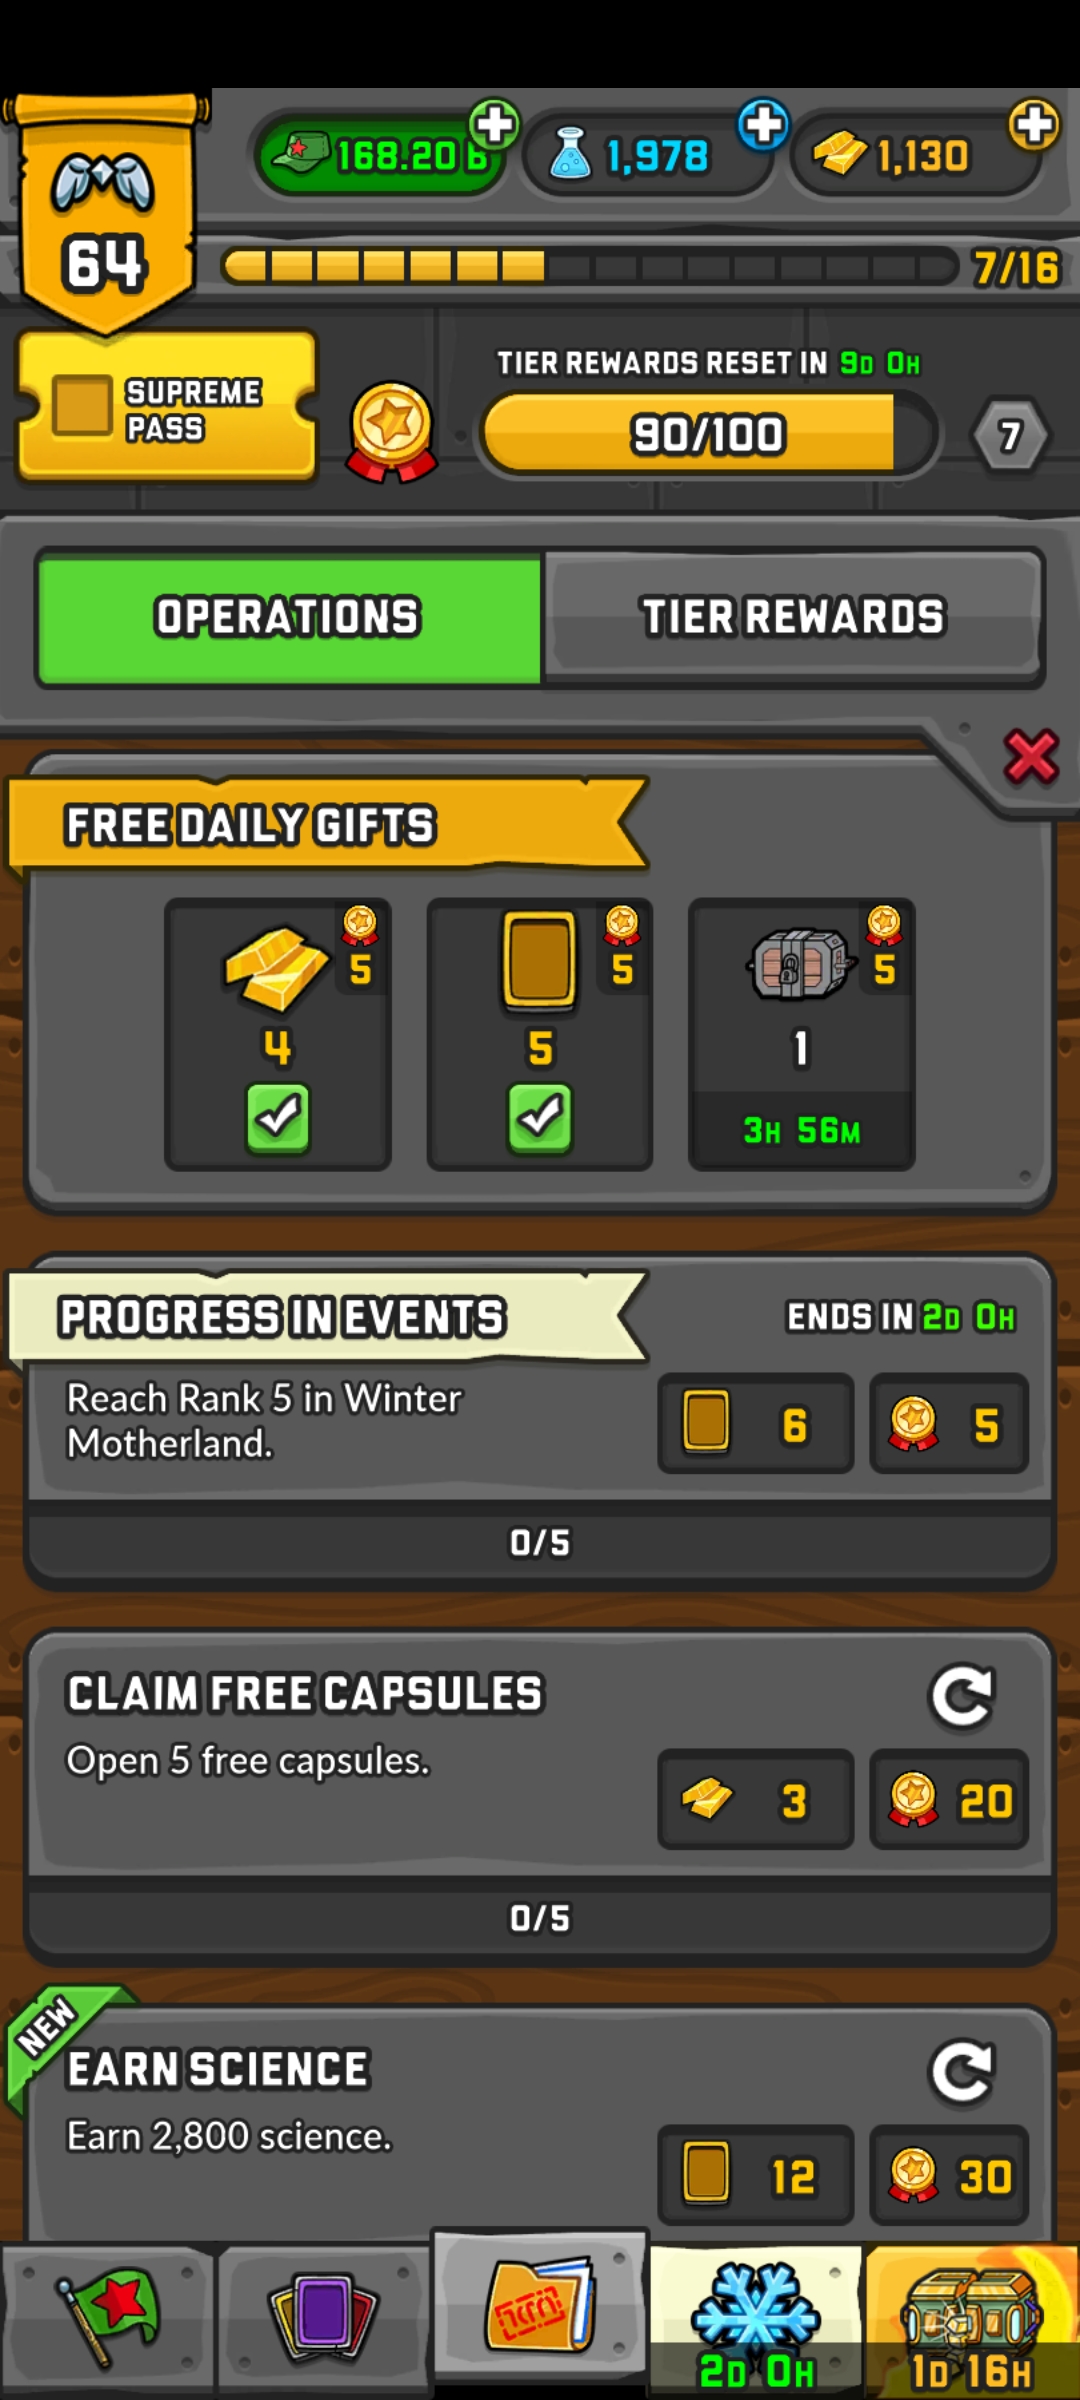 168.20 B
1,978
1,130
64
7/16
SUPREME
PASS
TIER REWARDS RESET IN 9D 0H
90/100
7
OPERATIONS
TIER REWARDS
FREE DAILY GIFTS
5
5
5
4
5
1
3H 56M
PROGRESS IN EVENTS
ENDS IN 2D 0H
Reach Rank 5 in Winter
Motherland.
6
5
0/5
CLAIM FREE CAPSULES
Open 5 free capsules.
3
20
0/5
NEW
EARN SCIENCE
Earn 2,800 science.
12
30
2D 0H
1D 16H